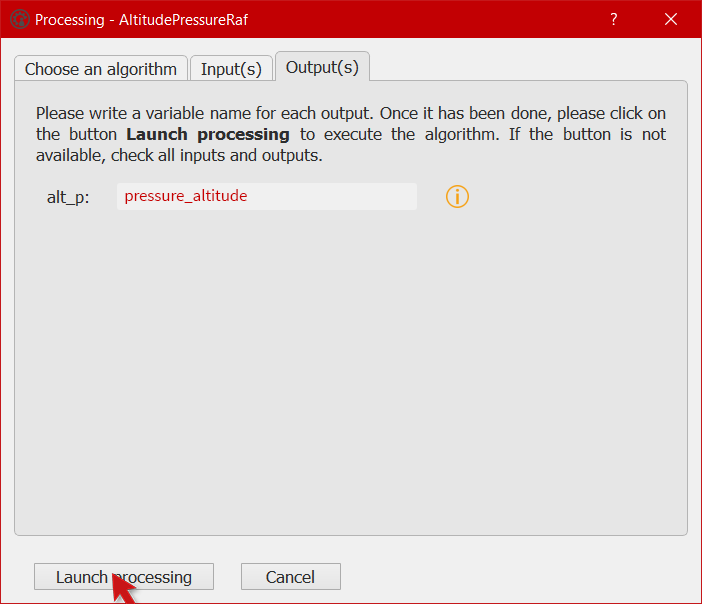 Processing - AltitudePressureRaf
?
Choose an algorithm
Input(s)
Output(s)
Please write a variable name for each output. Once it has been done, please click on
the button Launch processing to execute the algorithm. If the button is not
available, check all inputs and outputs.
alt_p:
pressure_altitude
Launch processing
Cancel